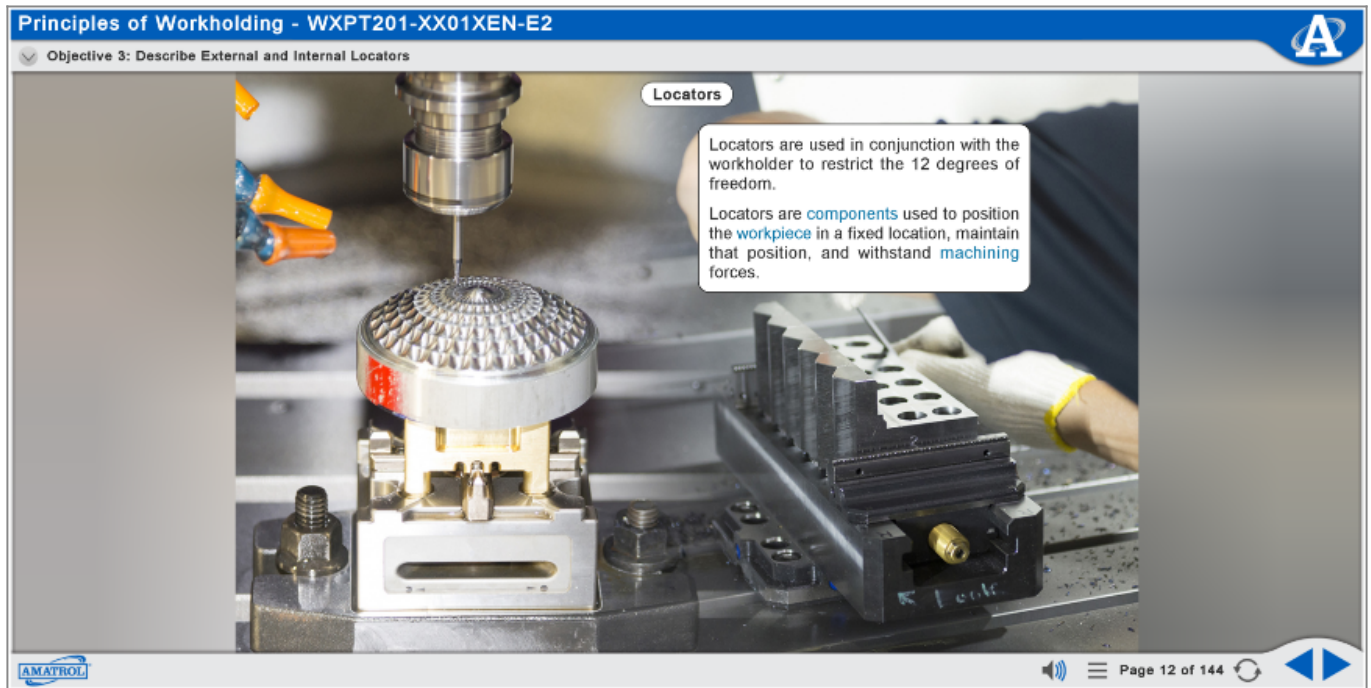 Principles of Workholding - WXPT201-XX01XEN-E2
Objective 3: Describe External and Internal Locators
Locators
Locators are used in conjunction with the
workholder to restrict the 12 degrees of
freedom.
Locators are components used to position
the workpiece in a fixed location, maintain
that position, and withstand machining
forces.
AMATROL
Page 12 of 144